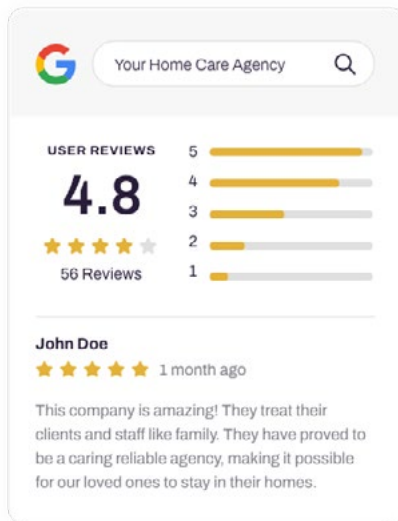 G
Your Home Care Agency
USER REVIEWS
4.8
56 Reviews
5
4
3
2
1
John Doe
1 month ago
This company is amazing! They treat their
clients and staff like family. They have proved to
be a caring reliable agency, making it possible
for our loved ones to stay in their homes.